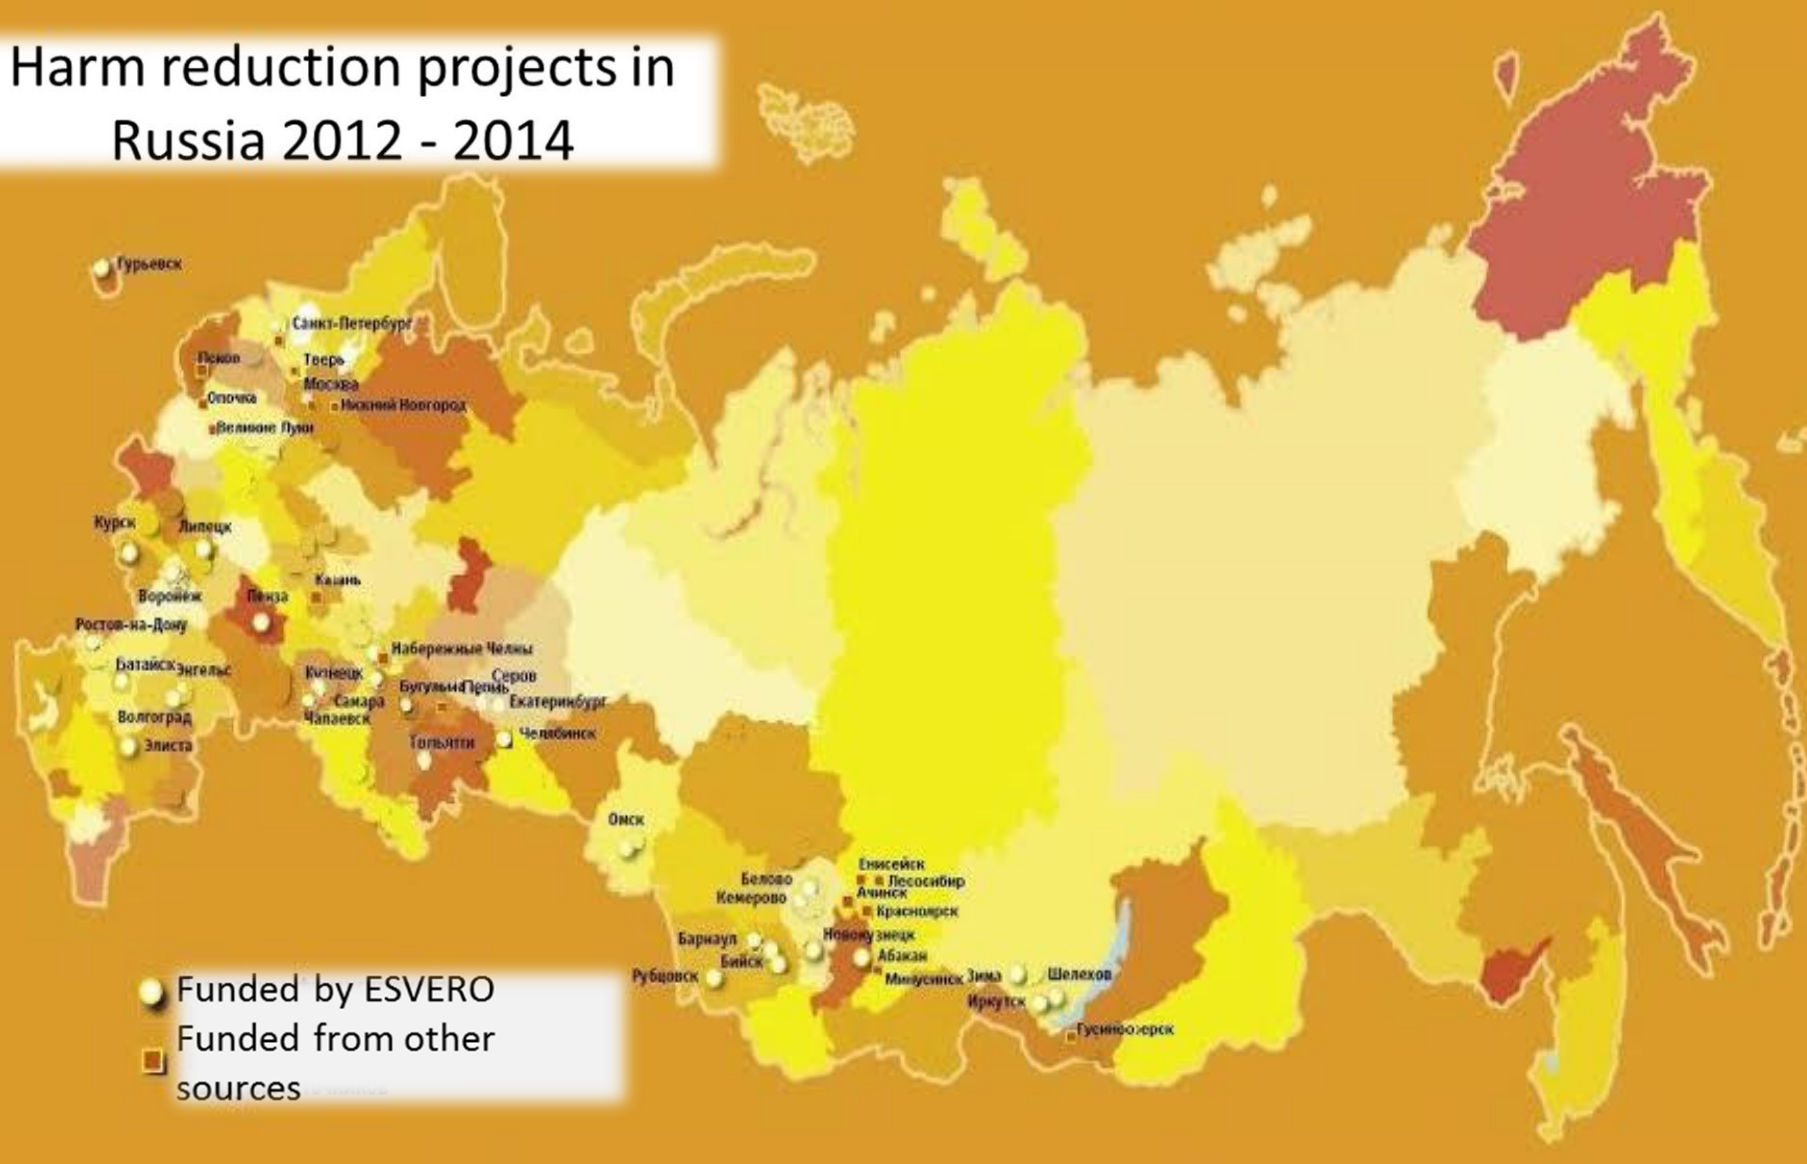 Harm reduction projects in
Russia 2012 - 2014
Гурьевск
Санкт-Петербург
Псков
Тверь
Москва
Опочка
Нижний Новгород
Великие Луки
Курск
Липецк
Казань
Воронеж
Пенза
Ростов-на-Дону
Набережные Челны
Батайск
Энгельс
Кузнецк
Серов
Бугульма
Пермь
Самара
Екатеринбург
Волгоград
Чапаевск
Челябинск
Элиста
Тольятти
Омск
Енисейск
Белово
Лесосибир
Ачинск
Кемерово
Красноярск
Новокузнецк
Барнаул
Абакан
Бийск
Рубцовск
Минусинск
Зима
Шелехов
Иркутск
Гусиноозерск
Funded by ESVERO
Funded from other
sources